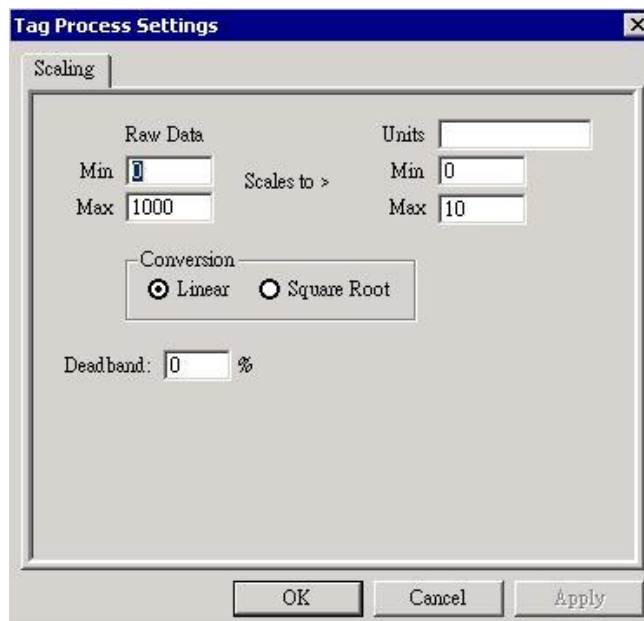 Tag Process Settings
Scaling
Raw Data
Units
Min 0 Scales to > Min 0
Max 1000 Max 10
Conversion
Linear Square Root
Deadband: 0 %
OK Cancel Apply